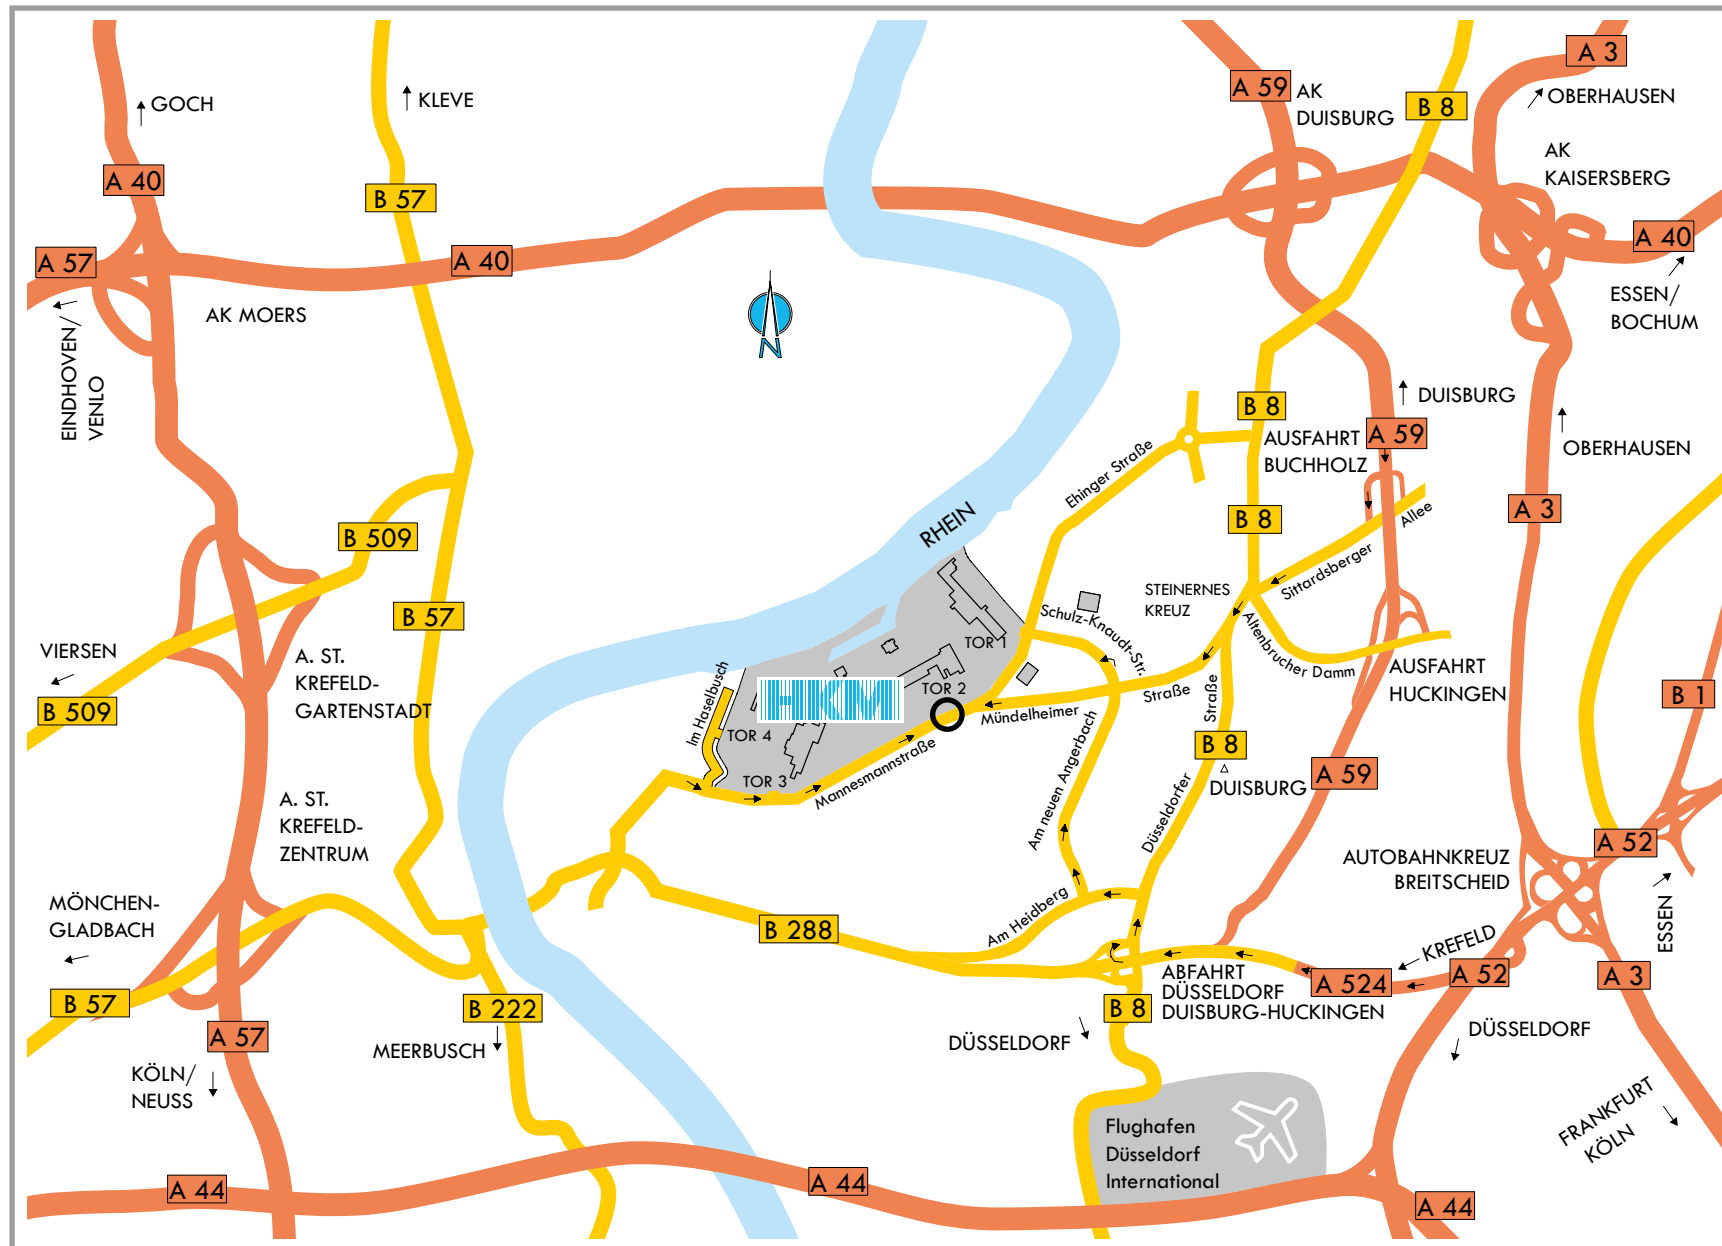 A 3
A 59
AK
DUISBURG
B 8
OBERHAUSEN
GOCH
KLEVE
AK
KAISERSBERG
A 40
B 57
A 40
A 57
A 40
ESSEN/
BOCHUM
AK MOERS
EINDHOVEN/
VENLO
N
DUISBURG
B 8
A 59
AUSFAHRT
BUCHHOLZ
OBERHAUSEN
Ehinger Straße
A 3
B 8
Allee
Sittardsberger
RHEIN
B 509
B 57
STEINERNES
KREUZ
Schulz-Knaudt-Str.
Altenbrucher Damm
TOR 1
VIERSEN
B 509
A. ST.
KREFELD-
GARTENSTADT
AUSFAHRT
HUCKINGEN
B 1
Im Haselbusch
HKM
TOR 2
Mündelheimer
Straße
Straße
TOR 4
B 8
TOR 3
Mannesmannstraße
Am neuen Angerbach
DUISBURG
A 59
Düsseldorfer
A. ST.
KREFELD-
ZENTRUM
A 52
AUTOBAHNKREUZ
BREITSCHEID
MÖNCHEN-
GLADBACH
B 288
Am Heidberg
ESSEN
KREFELD
ABFAHRT
DÜSSELDORF
DUISBURG-HUCKINGEN
A 524
A 52
A 3
B 57
B 222
B 8
A 57
MEERBUSCH
DÜSSELDORF
DÜSSELDORF
KÖLN/
NEUSS
FRANKFURT
KÖLN
Flughafen
Düsseldorf
International
A 44
A 44
A 44